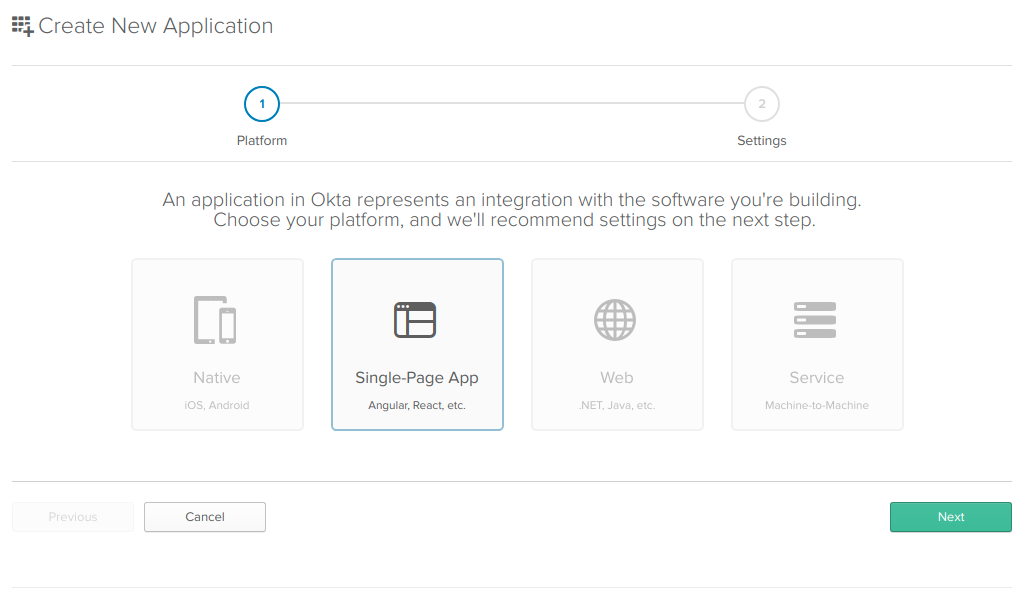 Create New Application
1
2
Platform
Settings
An application in Okta represents an integration with the software you're building.
Choose your platform, and we'll recommend settings on the next step.
Native
iOS, Android
Single-Page App
Angular, React, etc.
Web
.NET, Java, etc.
Service
Machine-to-Machine
Previous
Cancel
Next